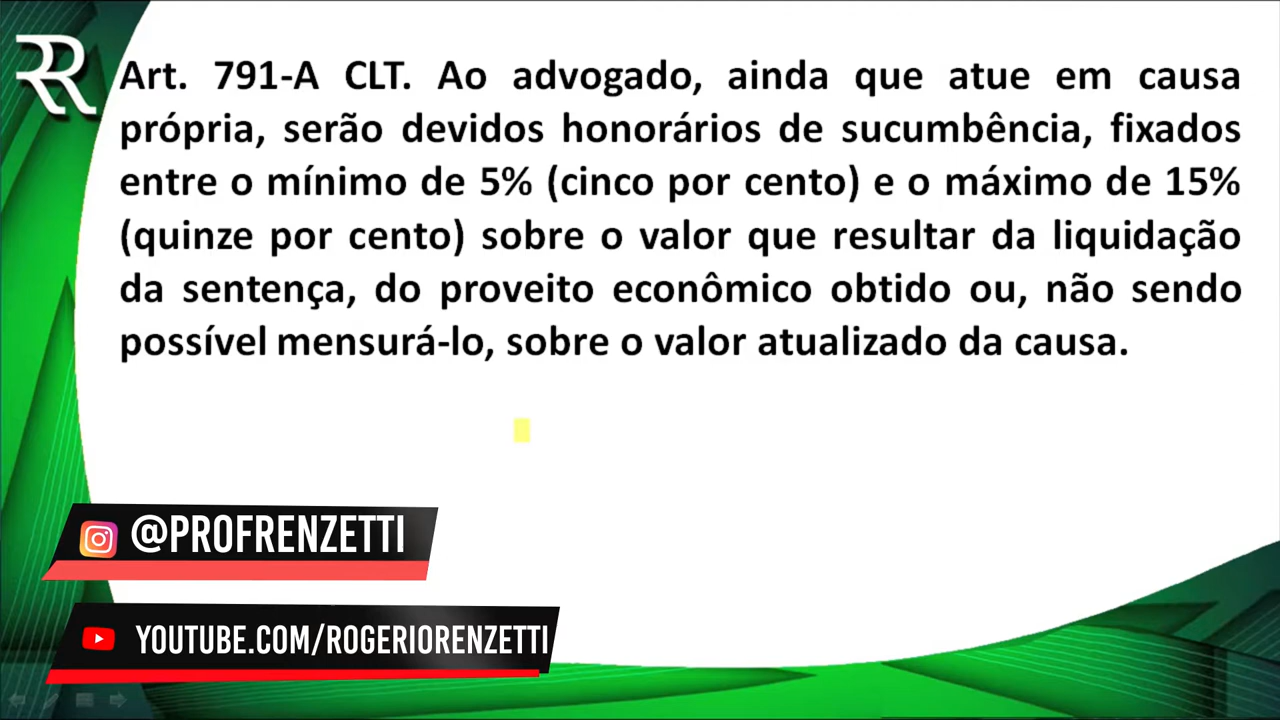 Art. 791-A CLT. Ao advogado, ainda que atue em causa
própria, serão devidos honorários de sucumbência, fixados
entre o mínimo de 5% (cinco por cento) e o máximo de 15%
(quinze por cento) sobre o valor que resultar da liquidação
da sentença, do proveito econômico obtido ou, não sendo
possível mensurá-lo, sobre o valor atualizado da causa.
@PROFRENZETTI
YOUTUBE.COM/ROGERIORENZETTI